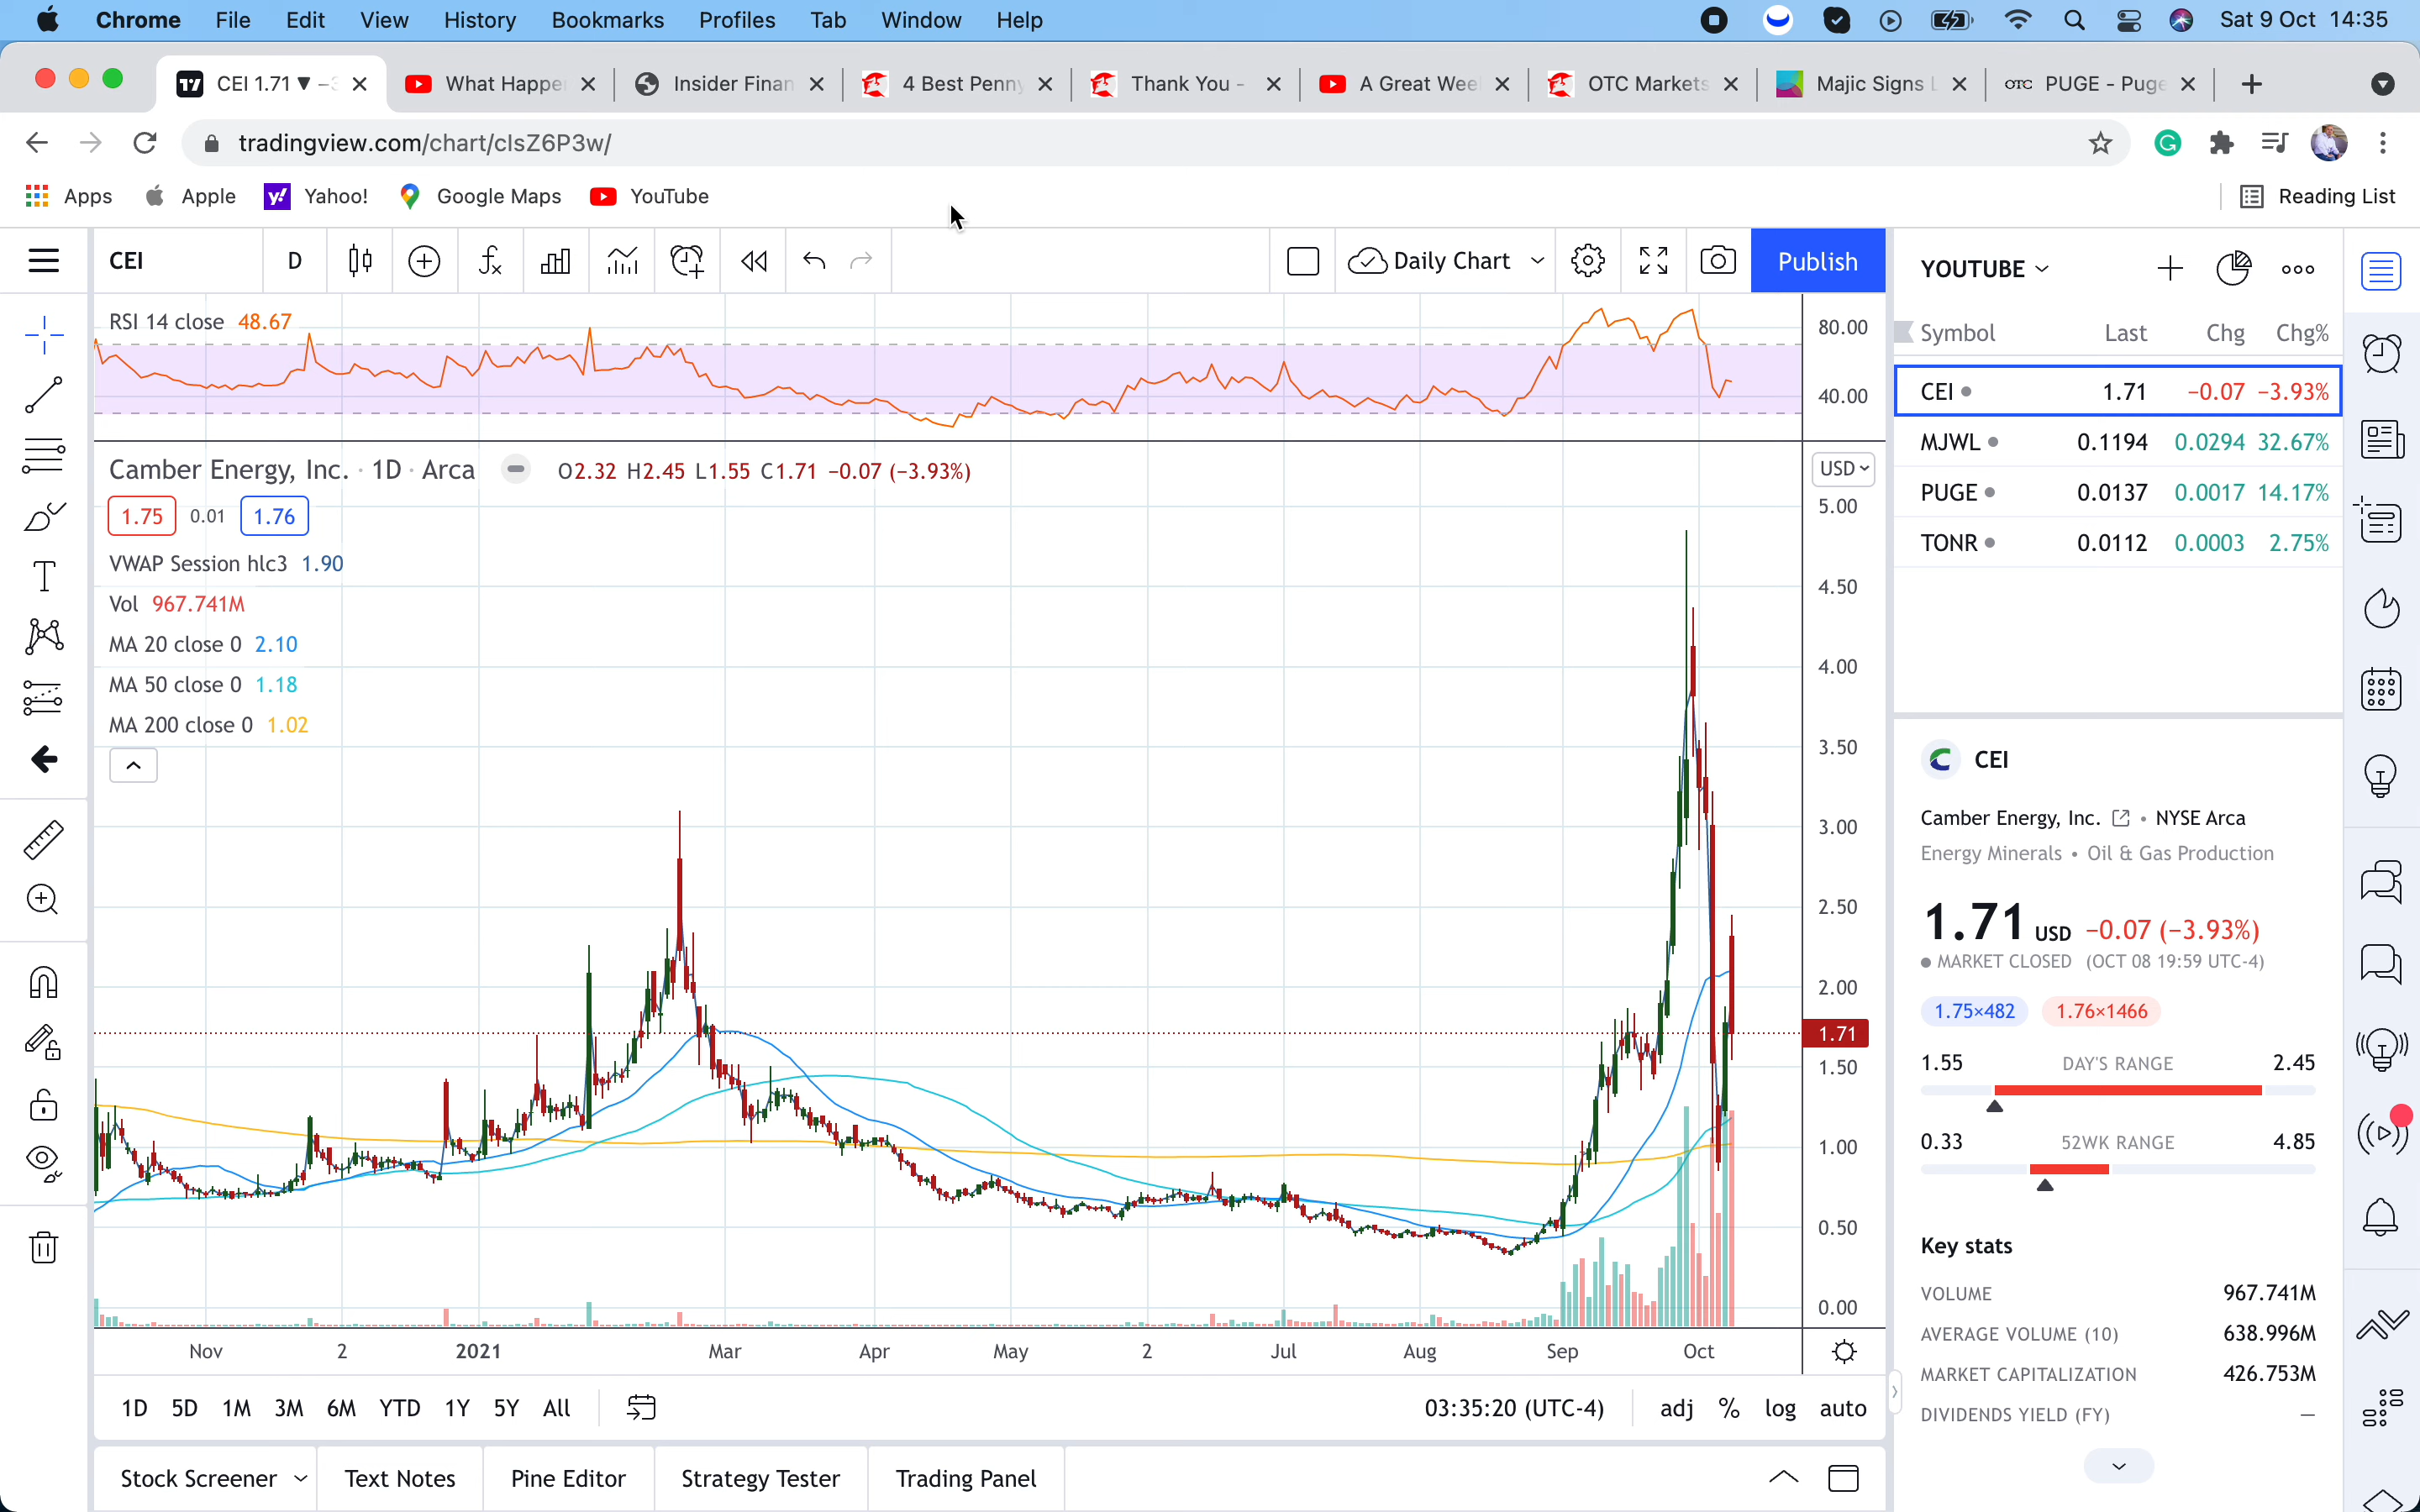 Chrome File Edit View History Bookmarks Profiles Tab Window Help Sat 9 Oct 14:35
CEI 1.71 ▼ −3 What Happe Insider Finan 4 Best Penny Thank You - A Great Wee OTC Markets Majic Signs L OTC PUGE - Puge
tradingview.com/chart/cIsZ6P3w/
Apps Apple Yahoo! Google Maps YouTube Reading List
CEI D Daily Chart Publish
RSI 14 close 48.67
80.00
40.00
Camber Energy, Inc. · 1D · Arca O2.32 H2.45 L1.55 C1.71 −0.07 (−3.93%)
USD
1.75 0.01 1.76
VWAP Session hlc3 1.90
Vol 967.741M
MA 20 close 0 2.10
MA 50 close 0 1.18
MA 200 close 0 1.02
5.00
4.50
4.00
3.50
3.00
2.50
2.00
1.71
1.50
1.00
0.50
0.00
Nov 2 2021 Mar Apr May 2 Jul Aug Sep Oct
1D 5D 1M 3M 6M YTD 1Y 5Y All 03:35:20 (UTC-4) adj % log auto
Stock Screener Text Notes Pine Editor Strategy Tester Trading Panel
YOUTUBE
Symbol Last Chg Chg%
CEI 1.71 −0.07 −3.93%
MJWL 0.1194 0.0294 32.67%
PUGE 0.0137 0.0017 14.17%
TONR 0.0112 0.0003 2.75%
CEI
Camber Energy, Inc. • NYSE Arca
Energy Minerals • Oil & Gas Production
1.71 USD −0.07 (−3.93%)
MARKET CLOSED (OCT 08 19:59 UTC-4)
1.75×482 1.76×1466
1.55 DAY'S RANGE 2.45
0.33 52WK RANGE 4.85
Key stats
VOLUME 967.741M
AVERAGE VOLUME (10) 638.996M
MARKET CAPITALIZATION 426.753M
DIVIDENDS YIELD (FY) —